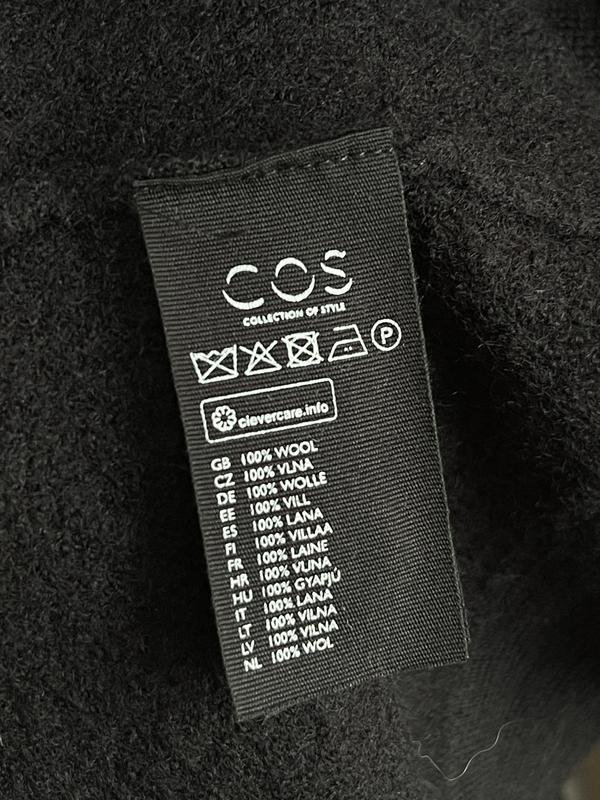 COS
COLLECTION OF STYLE
P
clevercare.info
GB 100% WOOL
CZ 100% VLNA
DE 100% WOLLE
EE 100% VILL
ES 100% LANA
FI 100% VILLAA
FR 100% LAINE
HR 100% VUNA
HU 100% GYAPJÚ
IT 100% LANA
LT 100% VILNA
LV 100% VILNA
NL 100% WOL